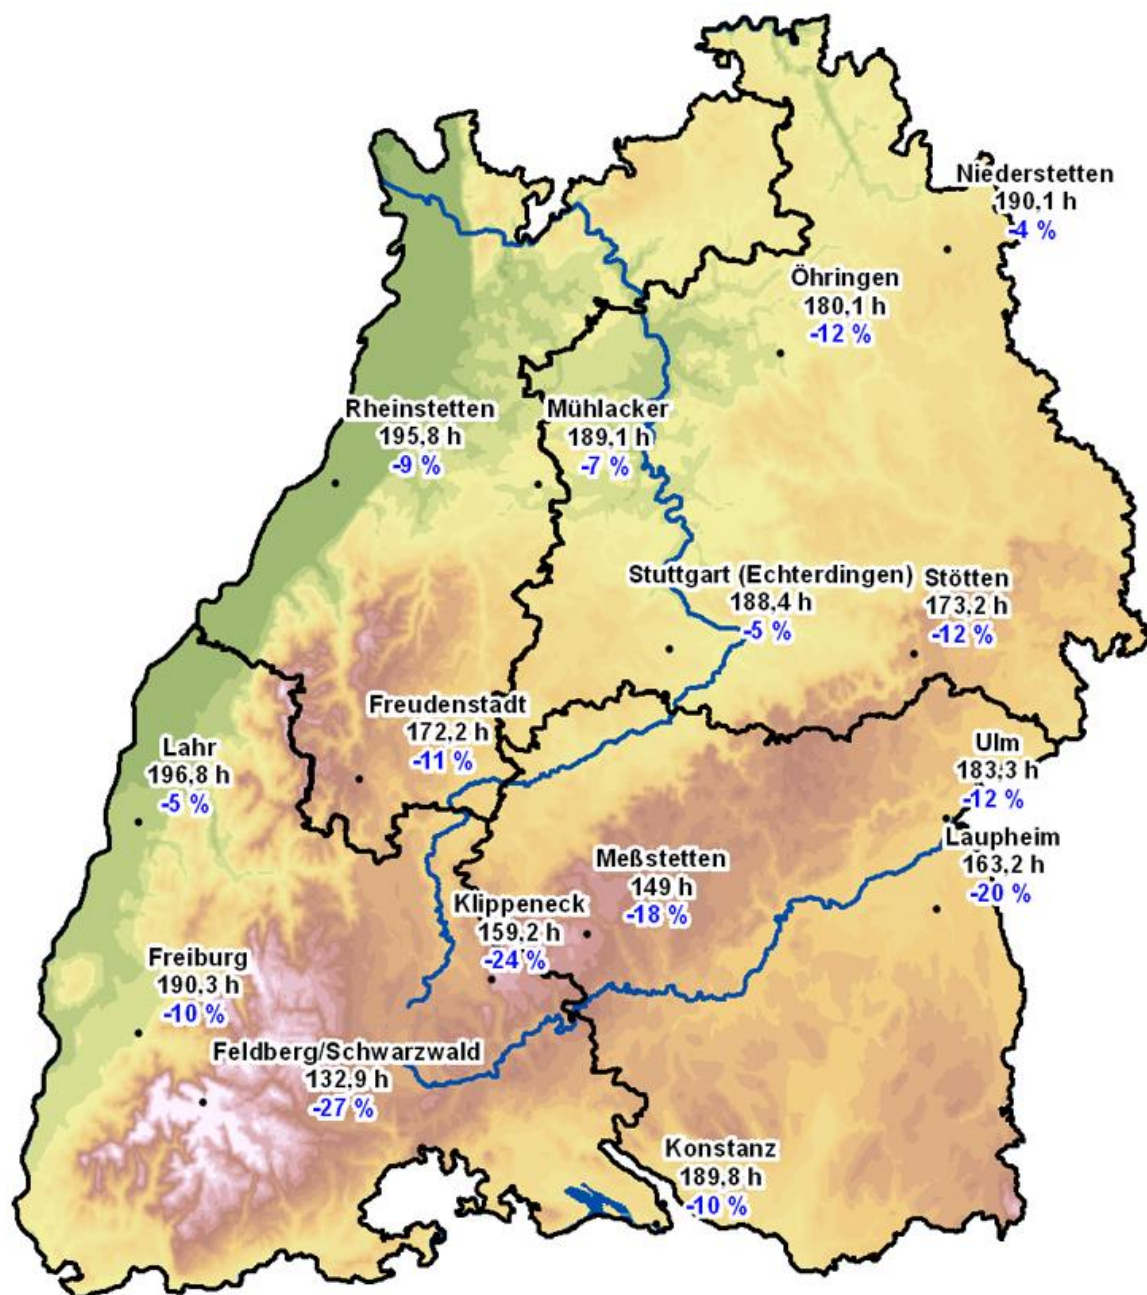 Niederstetten
190,1 h
-4 %
Öhringen
180,1 h
-12 %
Rheinstetten
195,8 h
-9 %
Mühlacker
189,1 h
-7 %
Stuttgart (Echterdingen)
188,4 h
-5 %
Stötten
173,2 h
-12 %
Freudenstadt
172,2 h
-11 %
Lahr
196,8 h
-5 %
Ulm
183,3 h
-12 %
Laupheim
163,2 h
-20 %
Meßstetten
149 h
-18 %
Klippeneck
159,2 h
-24 %
Freiburg
190,3 h
-10 %
Feldberg/Schwarzwald
132,9 h
-27 %
Konstanz
189,8 h
-10 %